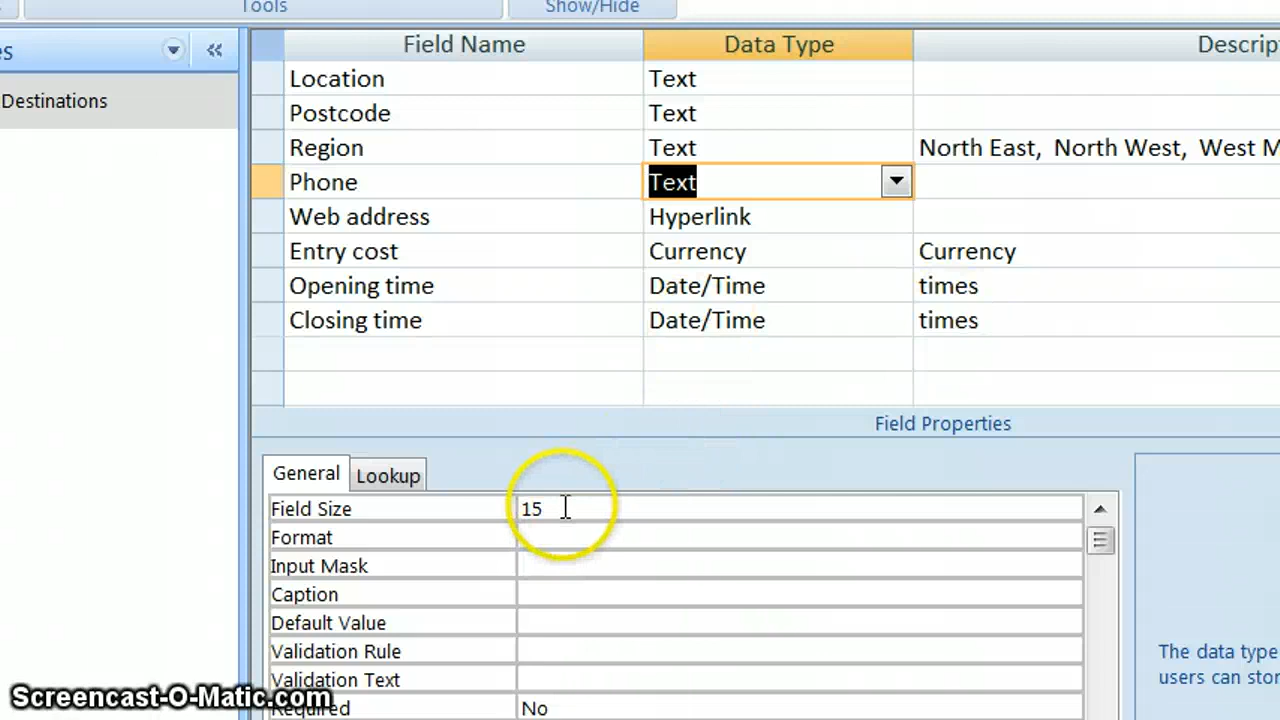 Tools Show/Hide
es
Field Name Data Type Descrip
Location Text
Destinations
Postcode Text
Region Text North East, North West, West M
Phone Text
Web address Hyperlink
Entry cost Currency Currency
Opening time Date/Time times
Closing time Date/Time times
Field Properties
General Lookup
Field Size 15
Format
Input Mask
Caption
Default Value
Validation Rule
The data type
Validation Text
users can stor
Required No
Screencast-O-Matic.com